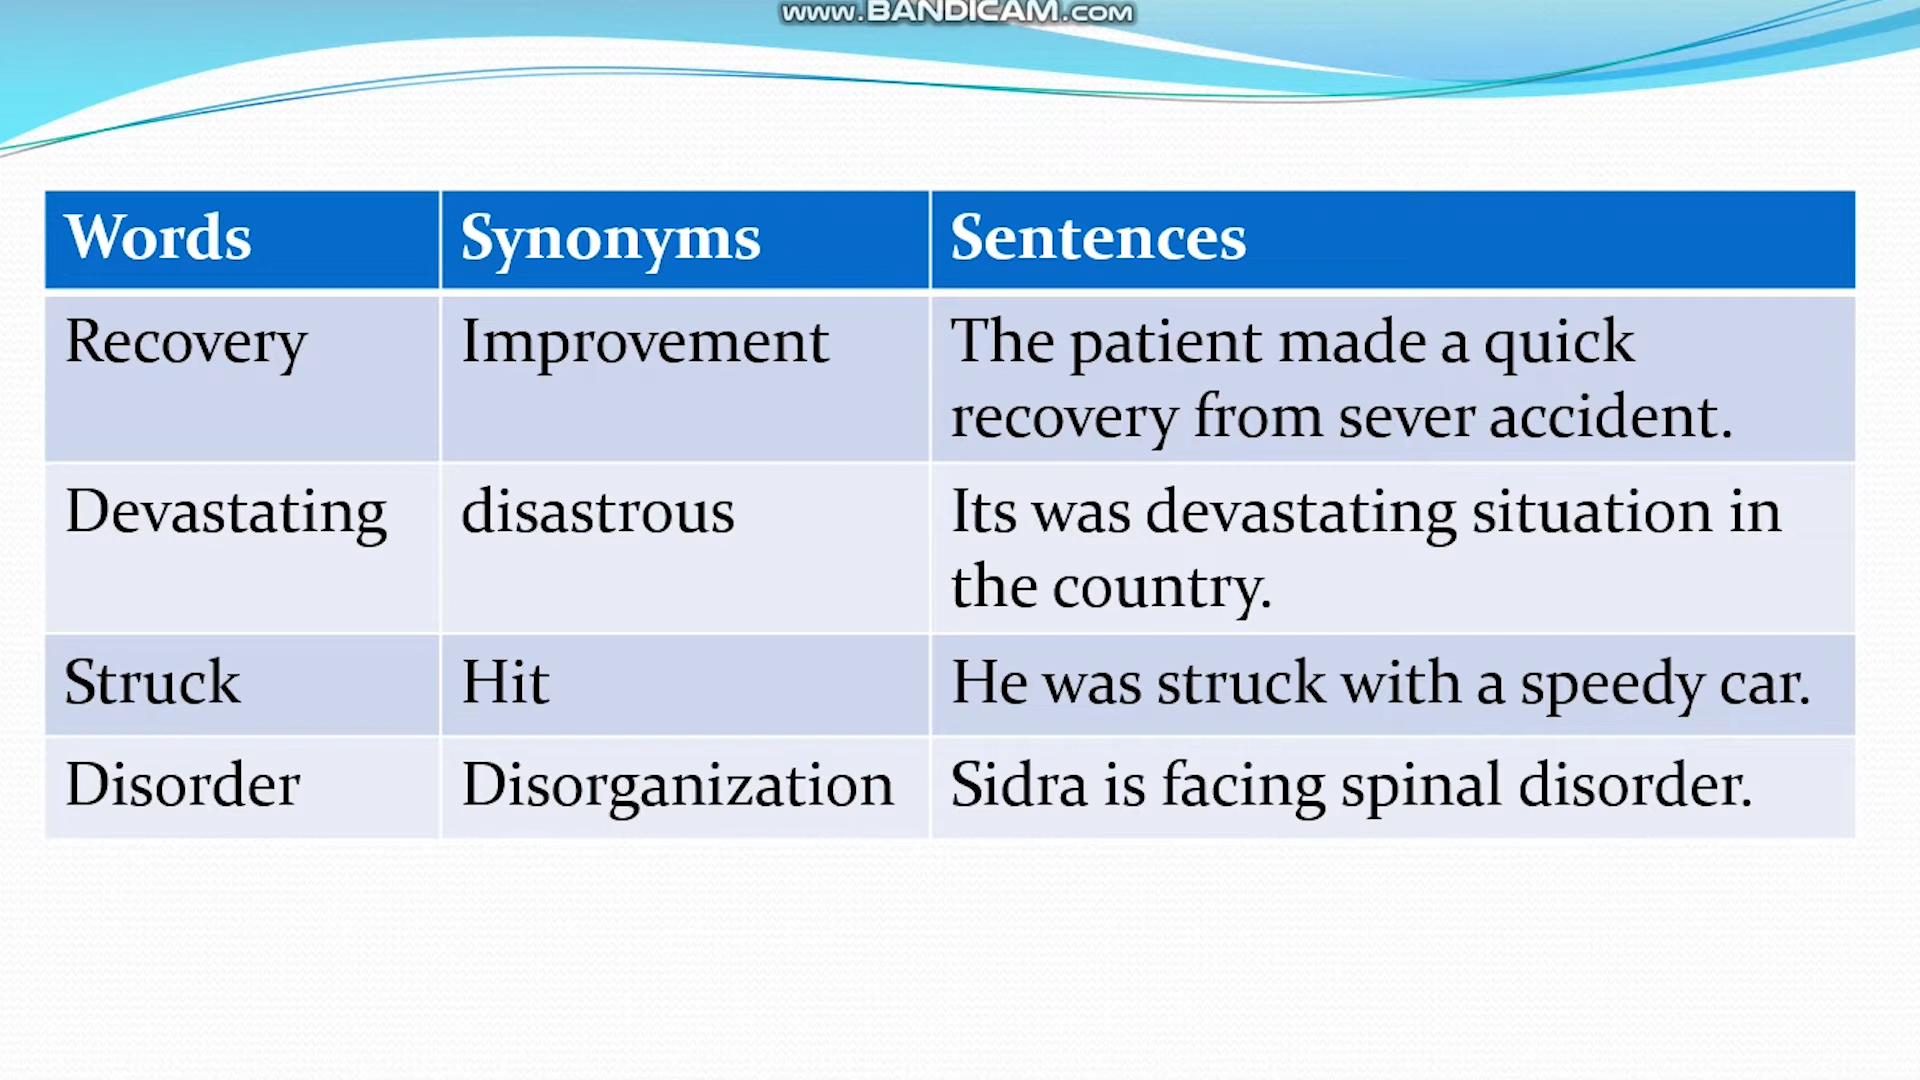 www.BANDICAM.com
Words Synonyms Sentences
Recovery Improvement The patient made a quick
recovery from sever accident.
Devastating disastrous Its was devastating situation in
the country.
Struck Hit He was struck with a speedy car.
Disorder Disorganization Sidra is facing spinal disorder.